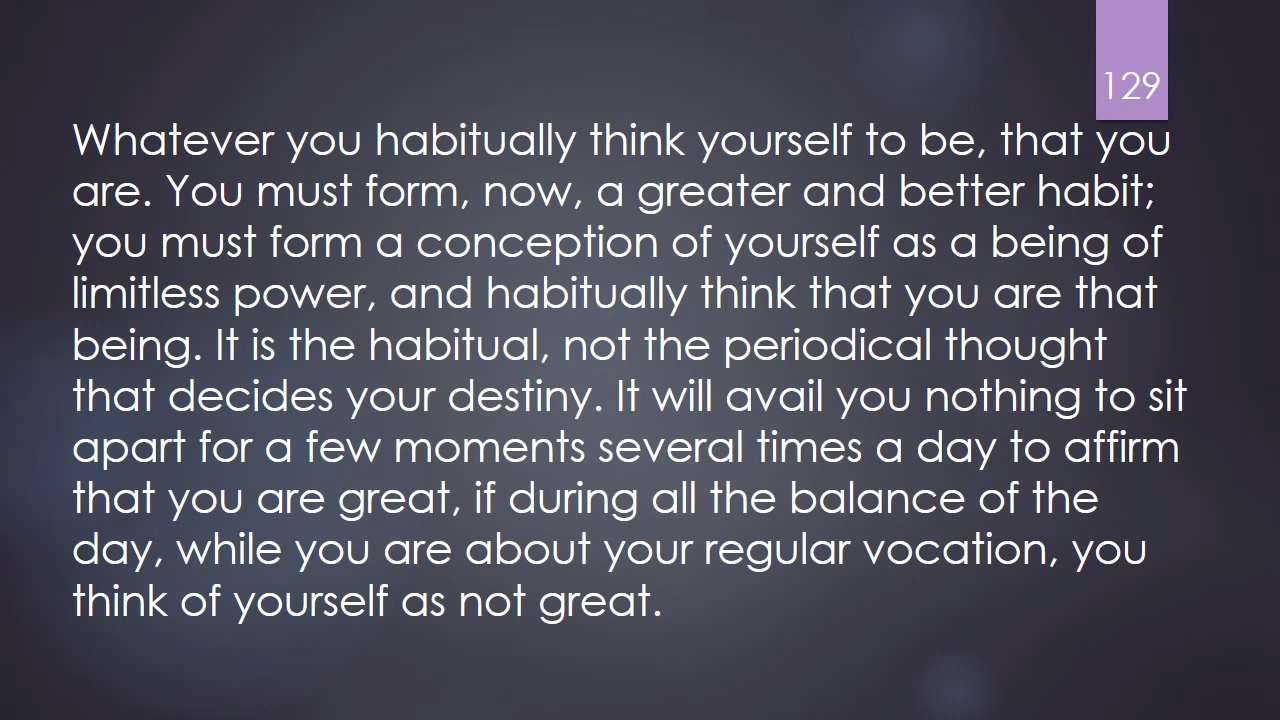 129
Whatever you habitually think yourself to be, that you
are. You must form, now, a greater and better habit;
you must form a conception of yourself as a being of
limitless power, and habitually think that you are that
being. It is the habitual, not the periodical thought
that decides your destiny. It will avail you nothing to sit
apart for a few moments several times a day to affirm
that you are great, if during all the balance of the
day, while you are about your regular vocation, you
think of yourself as not great.